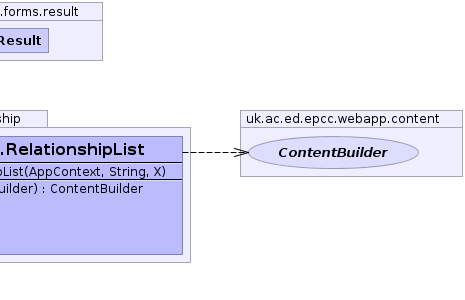 .forms.result
Result
ship
uk.ac.ed.epcc.webapp.content
.RelationshipList
pList(AppContext, String, X)
uilder) : ContentBuilder
ContentBuilder